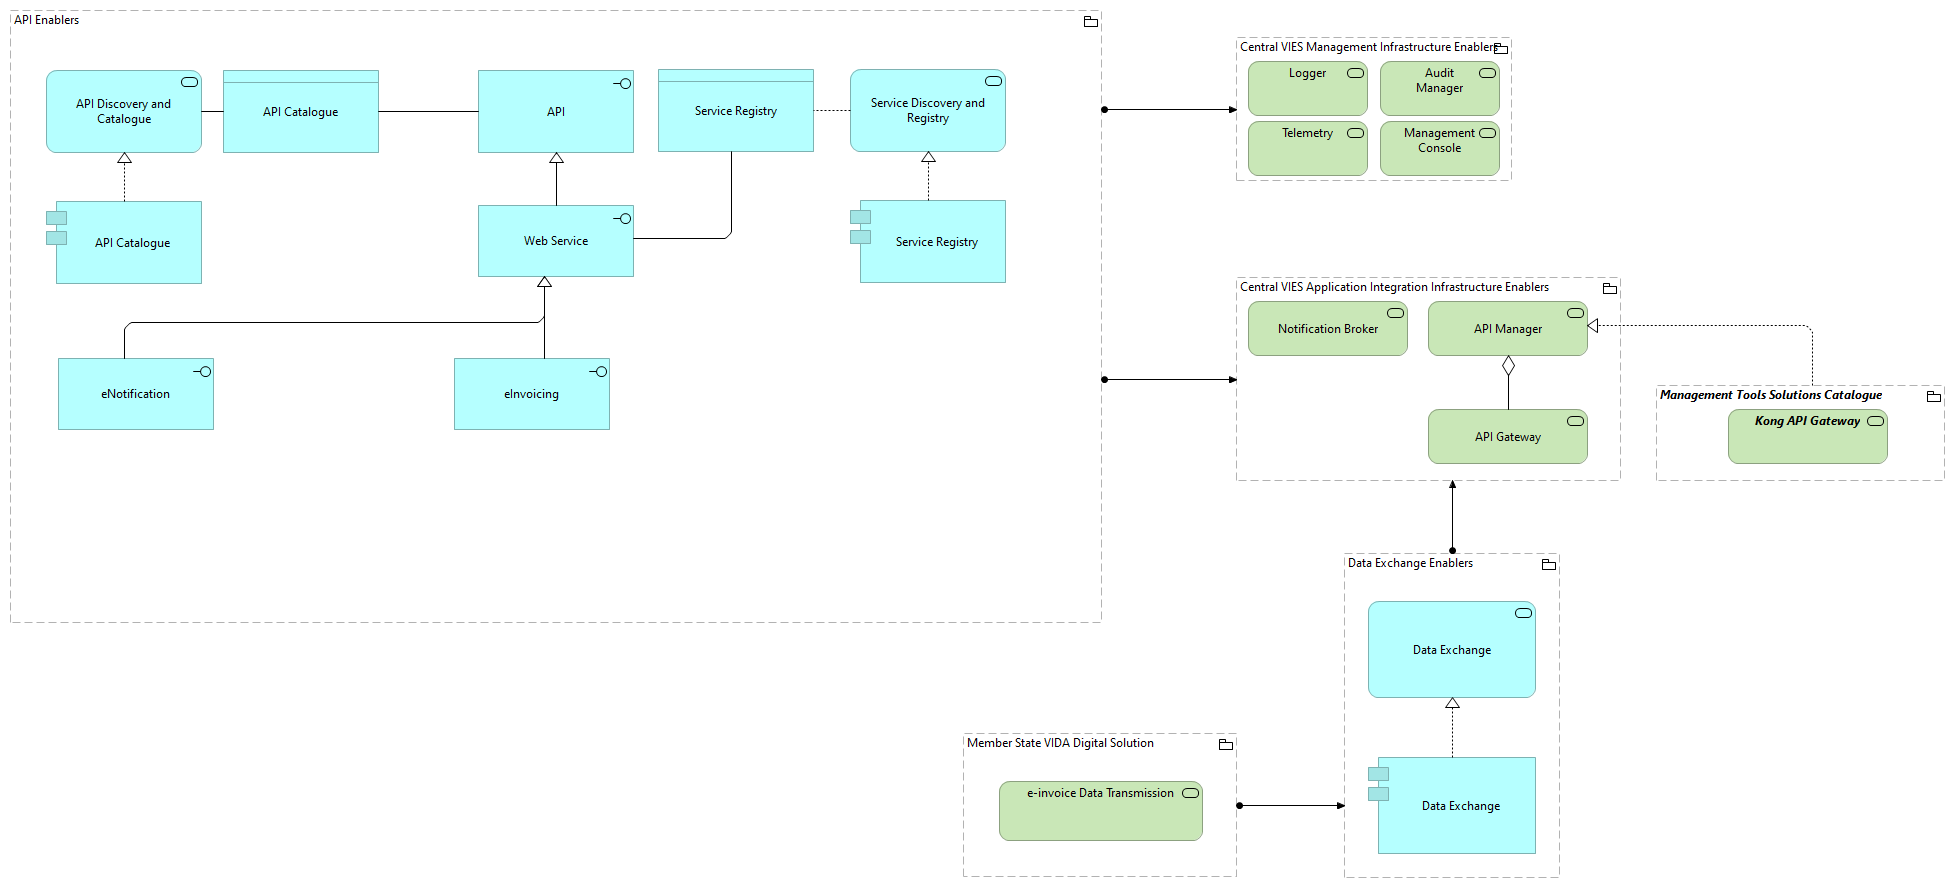 API Enablers
API Discovery and
Catalogue
API Catalogue
API
Service Registry
Service Discovery and
Registry
API Catalogue
Web Service
Service Registry
eNotification
eInvoicing
Central VIES Management Infrastructure Enablers
Logger
Audit
Manager
Telemetry
Management
Console
Central VIES Application Integration Infrastructure Enablers
Notification Broker
API Manager
API Gateway
Management Tools Solutions Catalogue
Kong API Gateway
Data Exchange Enablers
Data Exchange
Data Exchange
Member State VIDA Digital Solution
e-invoice Data Transmission